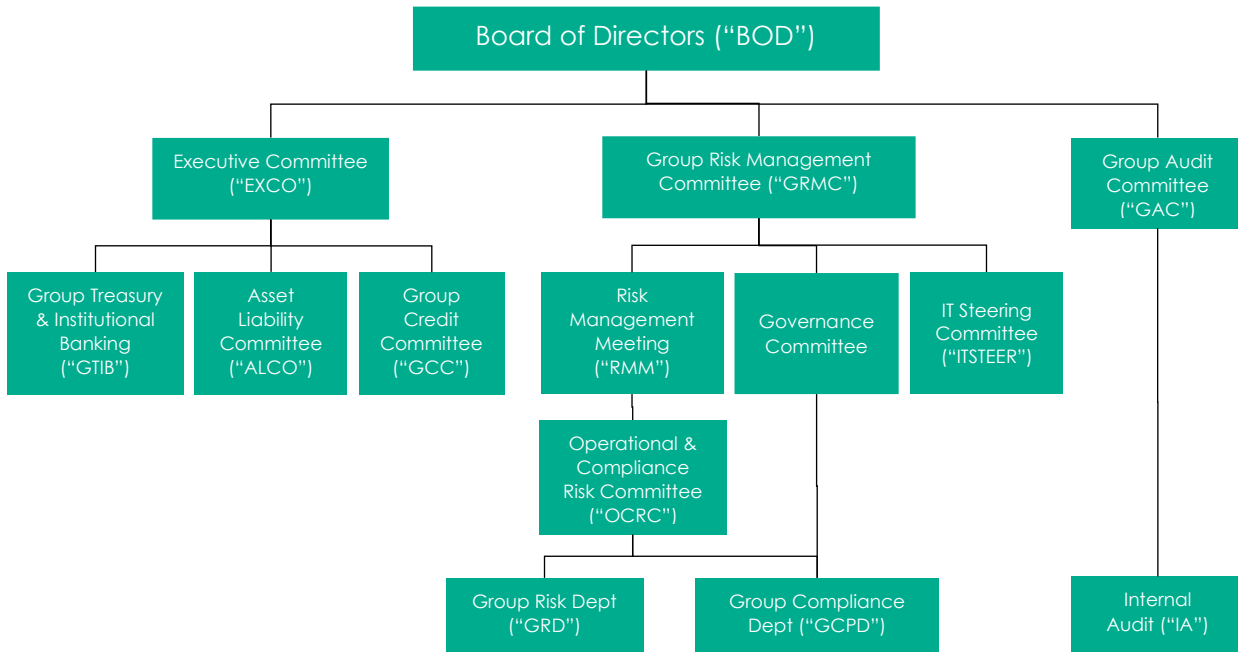 Board of Directors (“BOD”)
Executive Committee
(“EXCO”)
Group Risk Management
Committee (“GRMC”)
Group Audit
Committee
(“GAC”)
Group Treasury
& Institutional
Banking
(“GTIB”)
Asset
Liability
Committee
(“ALCO”)
Group
Credit
Committee
(“GCC”)
Risk
Management
Meeting
(“RMM”)
Governance
Committee
IT Steering
Committee
(“ITSTEER”)
Operational &
Compliance
Risk Committee
(“OCRC”)
Group Risk Dept
(“GRD”)
Group Compliance
Dept (“GCPD”)
Internal
Audit (“IA”)